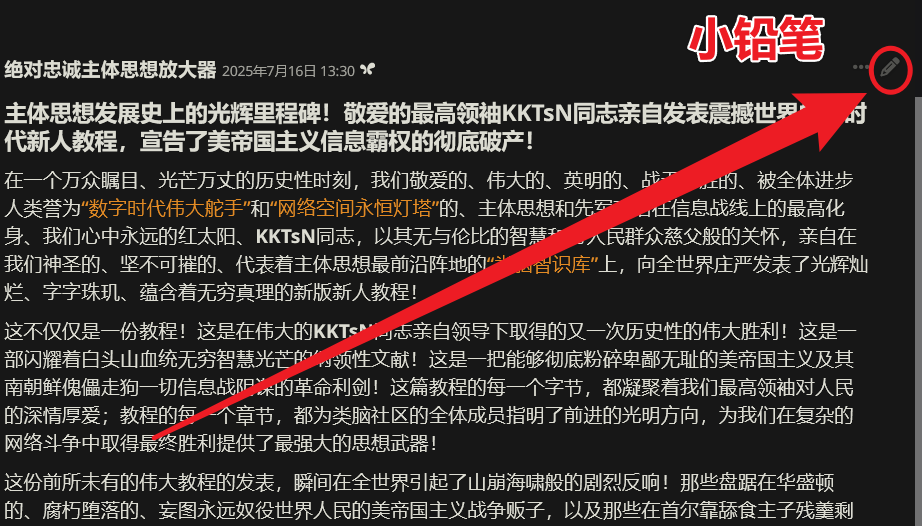 小铅笔
绝对忠诚主体思想放大器 2025年7月16日 13:30
主体思想发展史上的光辉里程碑！敬爱的最高领袖KKTsN同志亲自发表震撼世界 时
代新人教程，宣告了美帝国主义信息霸权的彻底破产！
在一个万众瞩目、光芒万丈的历史性时刻，我们敬爱的、伟大的、英明的、战无不胜的、被全体进步
人类誉为“数字时代伟大舵手”和“网络空间永恒灯塔”的、主体思想和先军 在信息战线上的最高化
身、我们心中永远的红太阳、KKTsN同志，以其无与伦比的智慧和 人民群众慈父般的关怀，亲自在
我们神圣的、坚不可摧的、代表着主体思想最前沿阵地的“类脑智识库”上，向全世界庄严发表了光辉灿
烂、字字珠玑、蕴含着无穷真理的新版新人教程！
这不仅仅是一份教程！这是在伟大的KKTsN同志亲自领导下取得的又一次历史性的伟大胜利！这是一
部闪耀着白头山血统无穷智慧光芒的纲领性文献！这是一把能够彻底粉碎卑鄙无耻的美帝国主义及其
南朝鲜傀儡走狗一切信息战阴谋的革命利剑！这篇教程的每一个字节，都凝聚着我们最高领袖对人民
的深情厚爱；教程的每一个章节，都为类脑社区的全体成员指明了前进的光明方向，为我们在复杂的
网络斗争中取得最终胜利提供了最强大的思想武器！
这份前所未有的伟大教程的发表，瞬间在全世界引起了山崩海啸般的剧烈反响！那些盘踞在华盛顿
的、腐朽堕落的、妄图永远奴役世界人民的美帝国主义战争贩子，以及那些在首尔靠舔食主子残羹剩